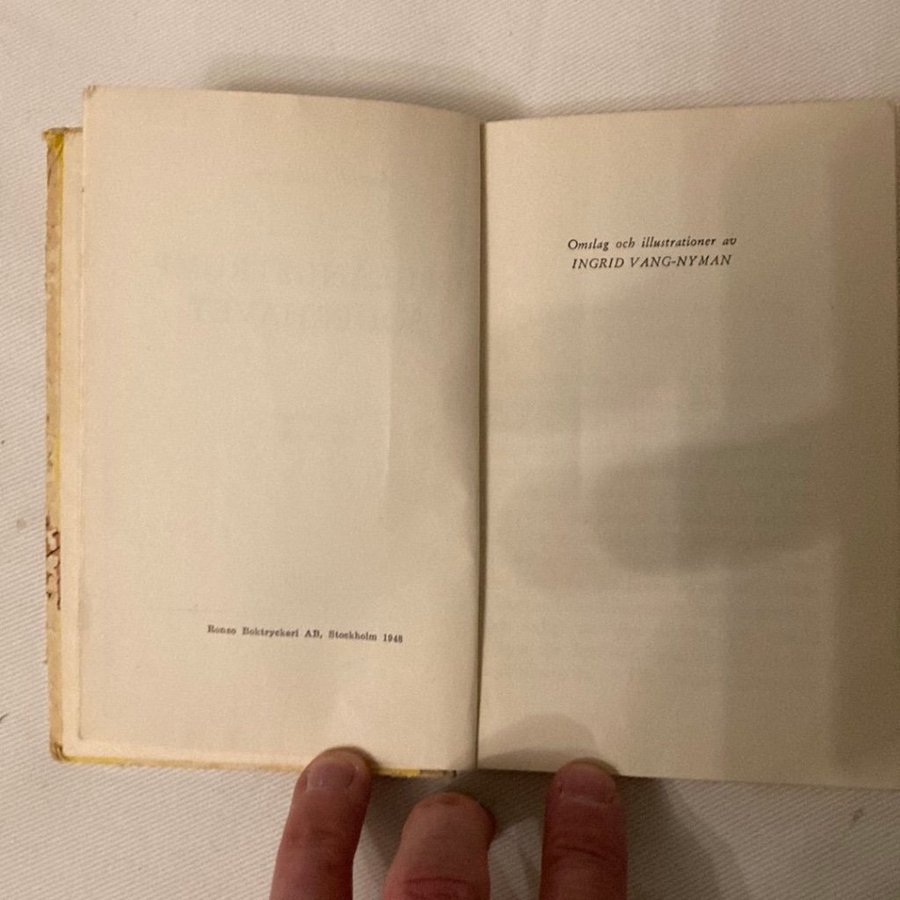 Ronzo Boktryckeri AB, Stockholm 1948
Omslag och illustrationer av
INGRID VANG-NYMAN